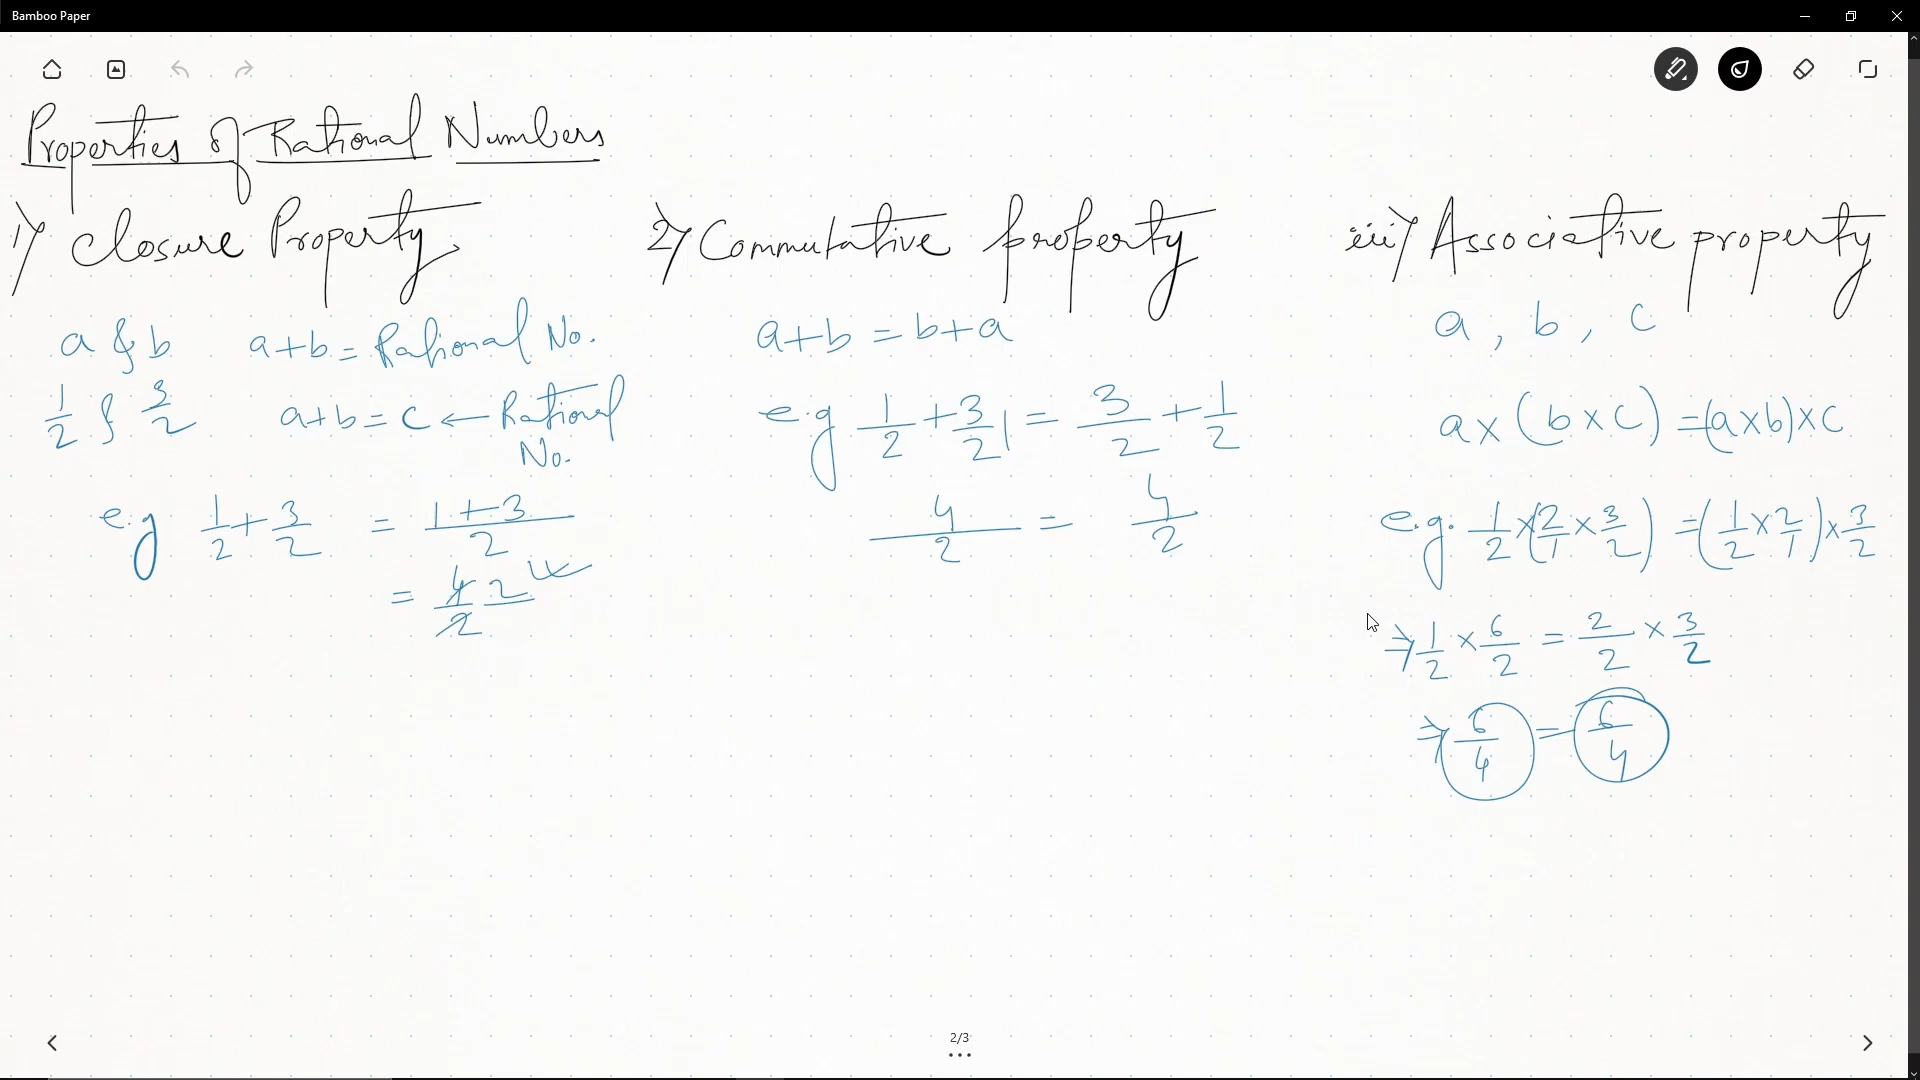 Bamboo Paper
Properties of Rational Numbers
1) Closure Property
a & b    a+b = Rational No.
1/2 & 3/2    a+b = c ← Rational
No.
e.g 1/2 + 3/2 = (1+3)/2
= 4/2 2
2) Commutative property
a+b = b+a
e.g 1/2 + 3/2 = 3/2 + 1/2
4/2 = 4/2
iii) Associative property
a , b , c
a×(b×c) = (a×b)×c
e.g. 1/2 × (2/1 × 3/2) = (1/2 × 2/1) × 3/2
⇒ 1/2 × 6/2 = 2/2 × 3/2
⇒ 6/4 = 6/4
2/3